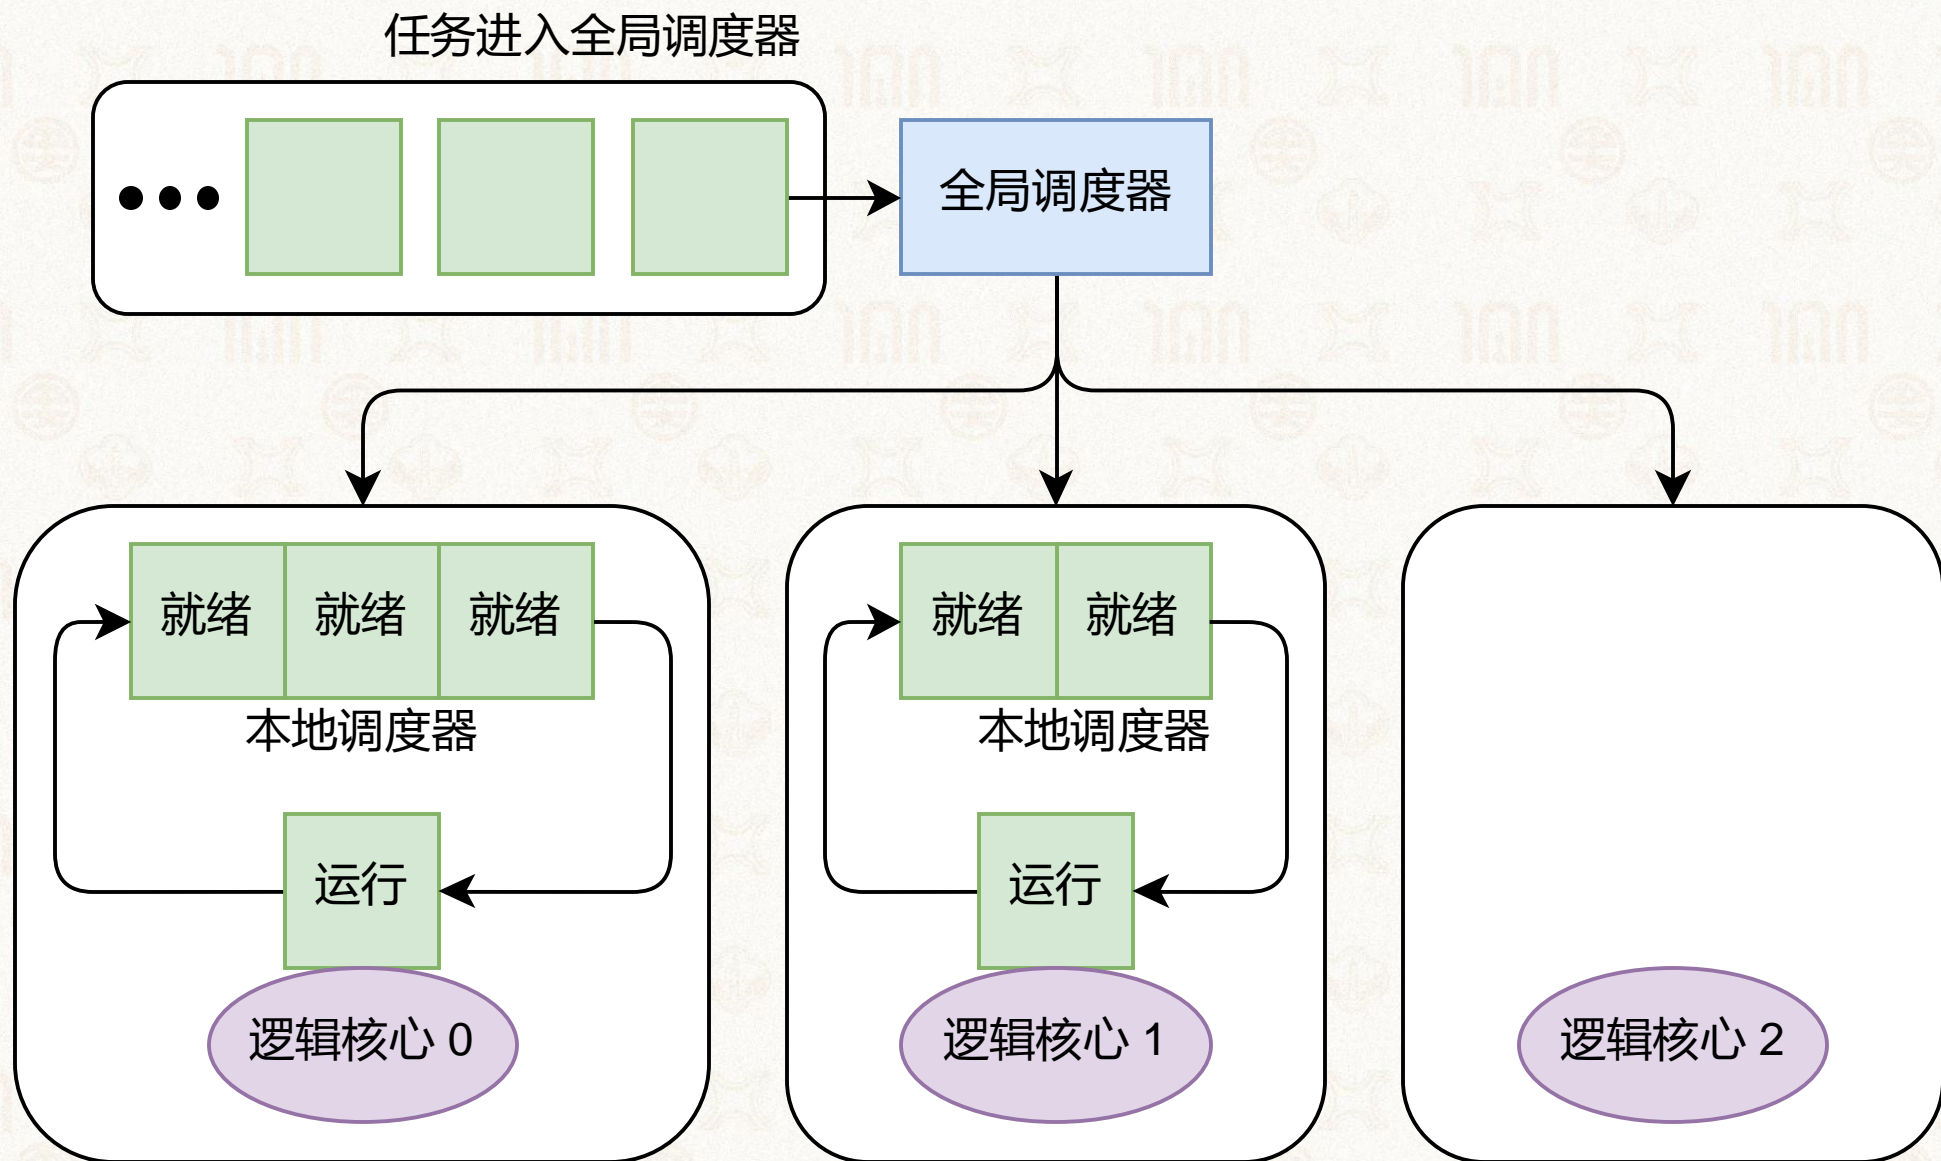 任务进入全局调度器
全局调度器
就绪
就绪
就绪
就绪
就绪
本地调度器
本地调度器
运行
运行
逻辑核心 0
逻辑核心 1
逻辑核心 2